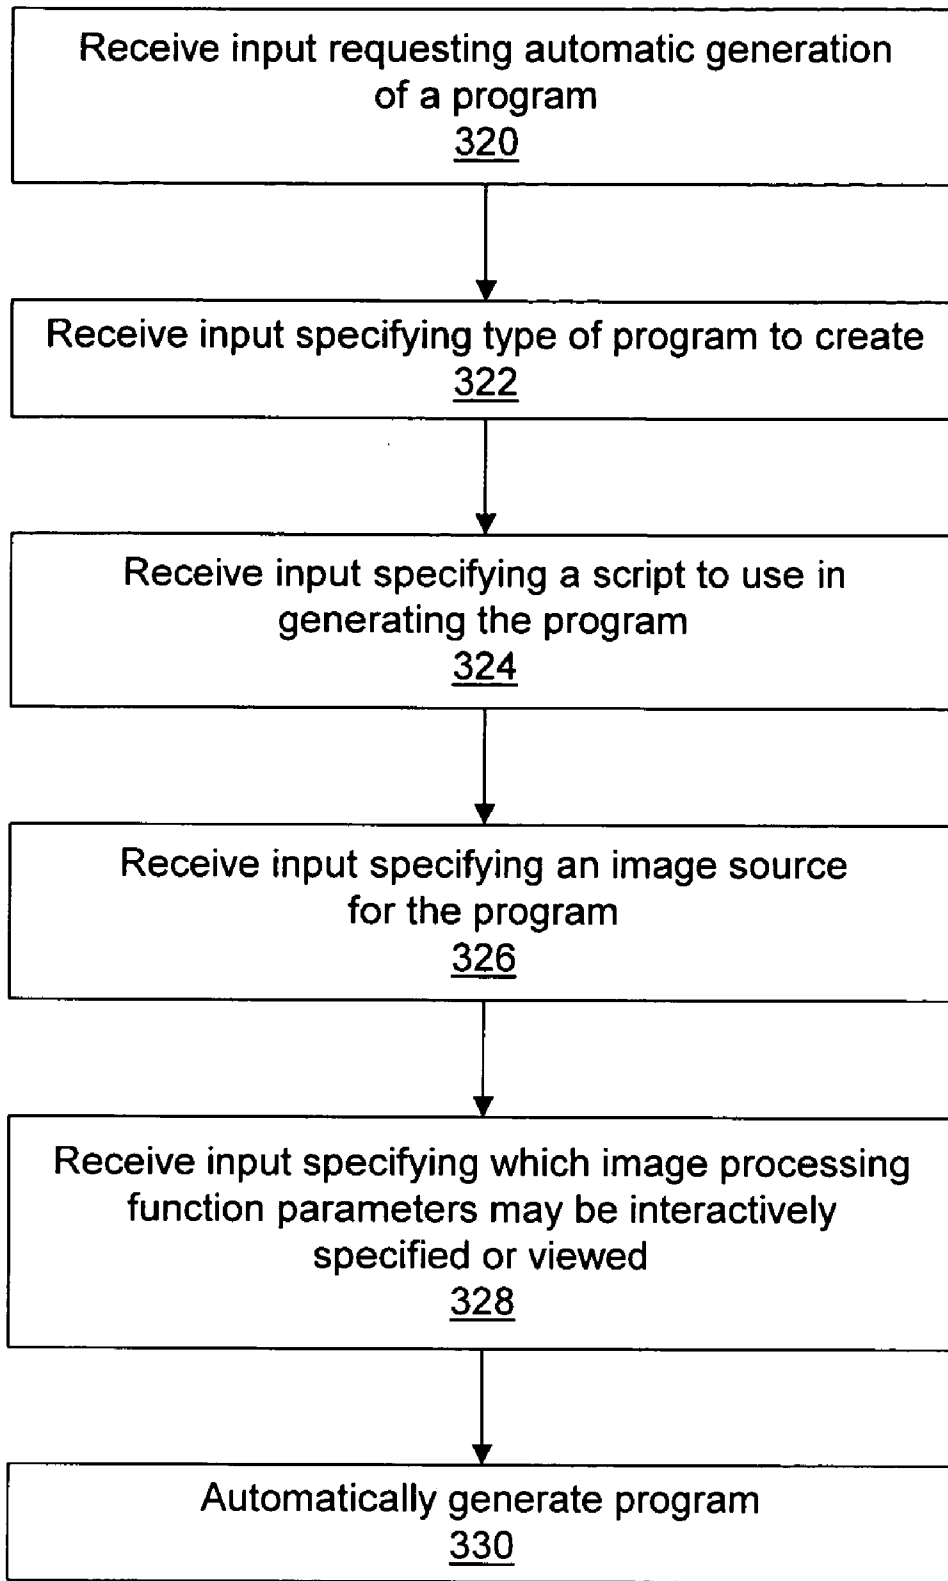 Receive input requesting automatic generation
of a program
320
Receive input specifying type of program to create
322
Receive input specifying a script to use in
generating the program
324
Receive input specifying an image source
for the program
326
Receive input specifying which image processing
function parameters may be interactively
specified or viewed
328
Automatically generate program
330